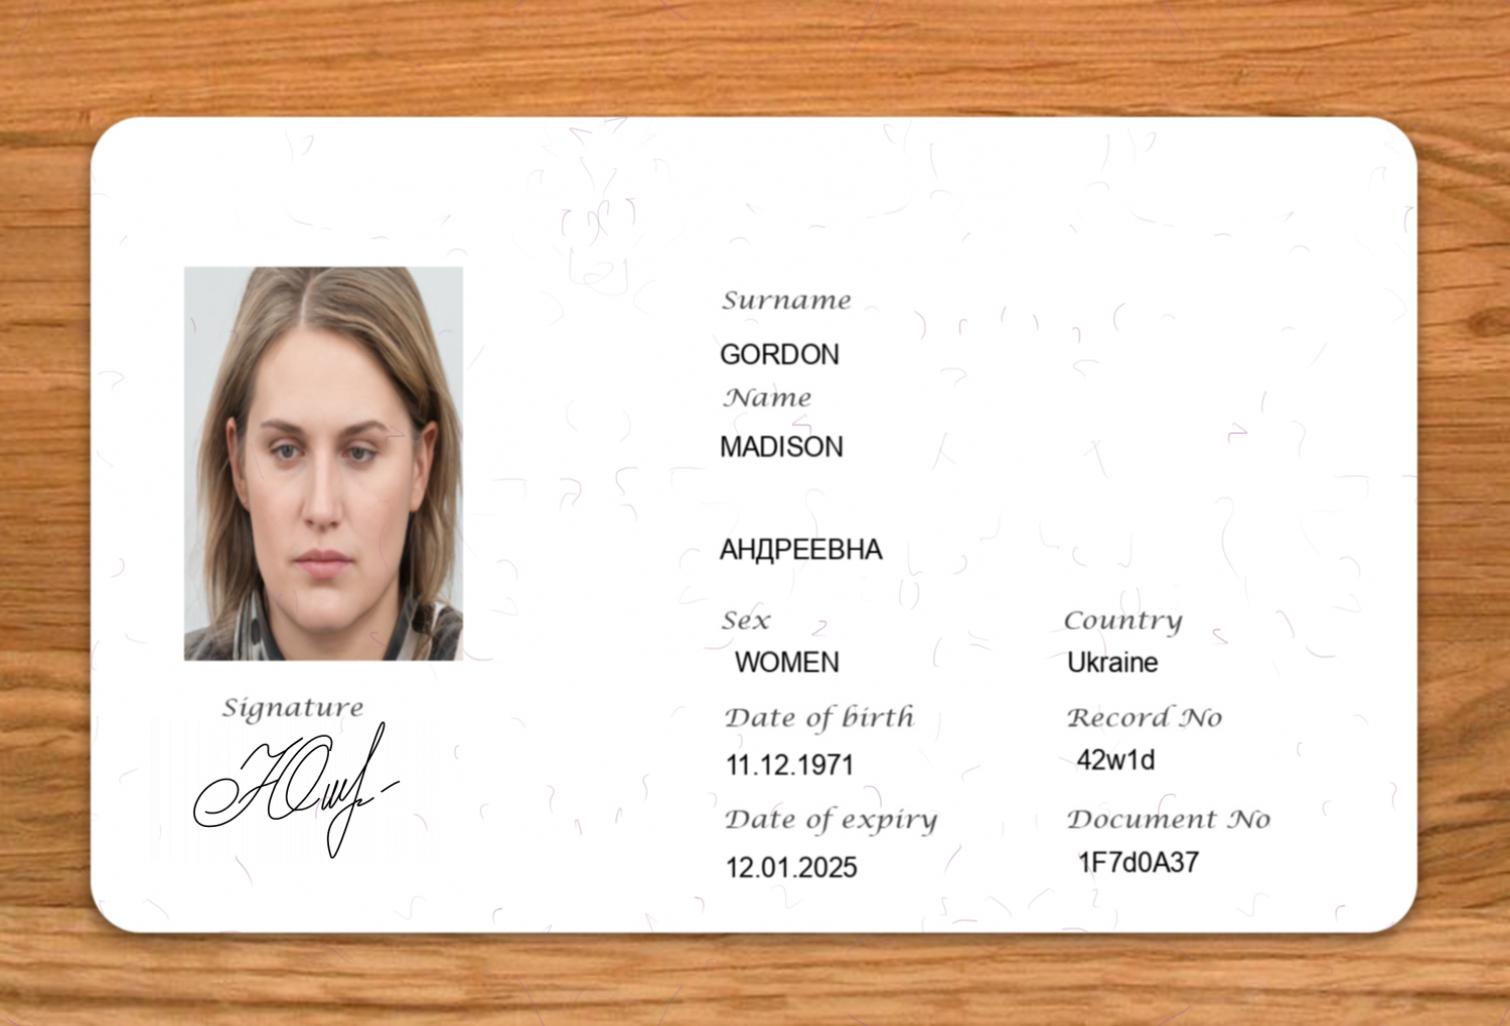 Surname
GORDON
Name
MADISON
АНДРЕЕВНА
Sex
WOMEN
Country
Ukraine
Date of birth
11.12.1971
Record No
42w1d
Date of expiry
12.01.2025
Document No
1F7d0A37
Signature